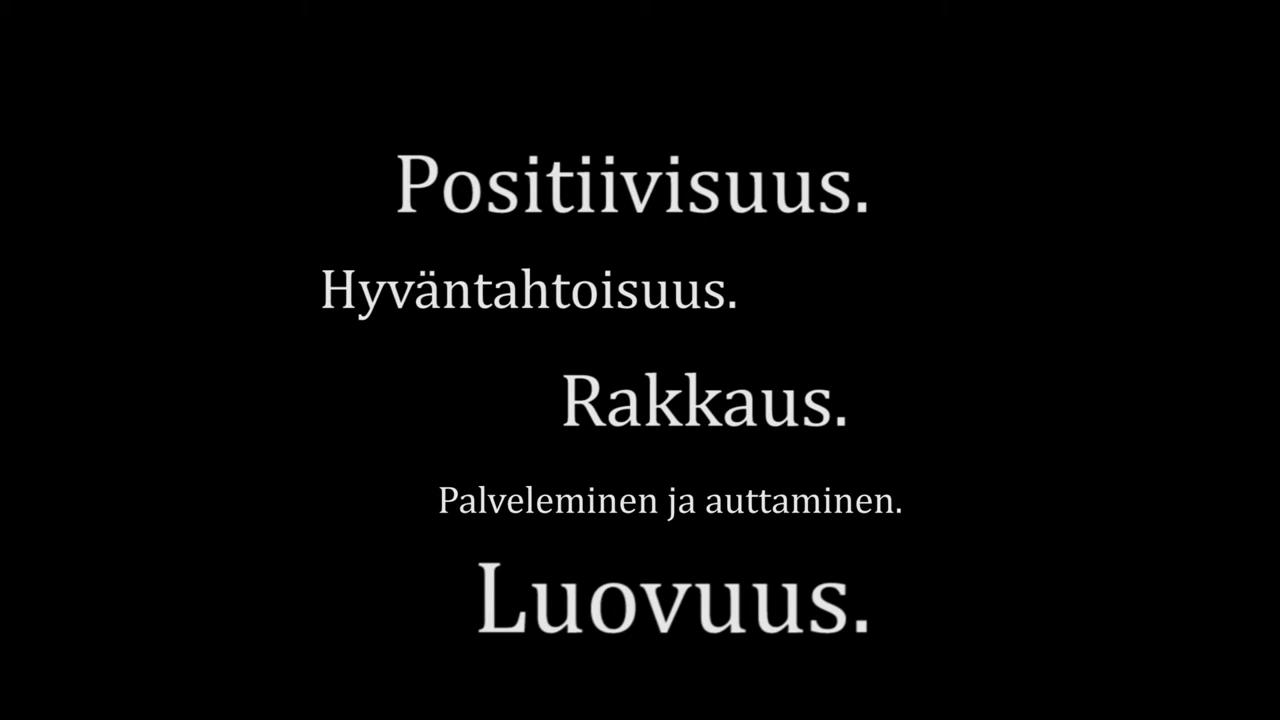 Positiivisuus.
Hyväntahtoisuus.
Rakkaus.
Palveleminen ja auttaminen.
Luovuus.